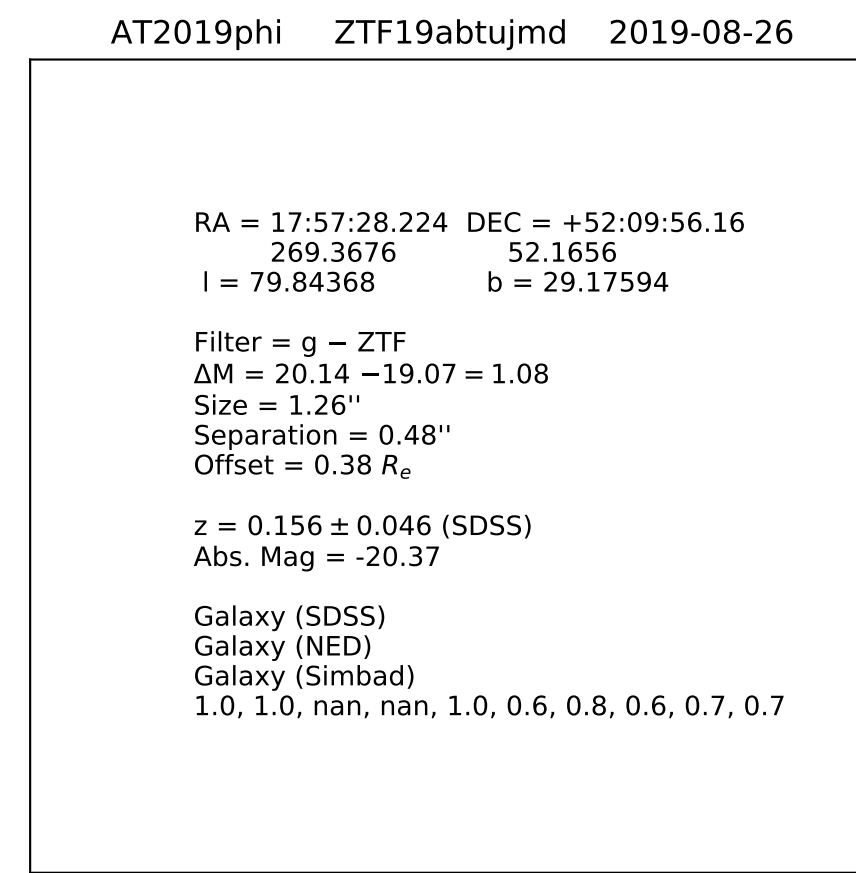 AT2019phi ZTF19abtujmd 2019-08-26
RA = 17:57:28.224 DEC = +52:09:56.16
269.3676 52.1656
l = 79.84368 b = 29.17594
Filter = g − ZTF
ΔM = 20.14 −19.07 = 1.08
Size = 1.26''
Separation = 0.48''
Offset = 0.38 Rₑ
z = 0.156 ± 0.046 (SDSS)
Abs. Mag = -20.37
Galaxy (SDSS)
Galaxy (NED)
Galaxy (Simbad)
1.0, 1.0, nan, nan, 1.0, 0.6, 0.8, 0.6, 0.7, 0.7